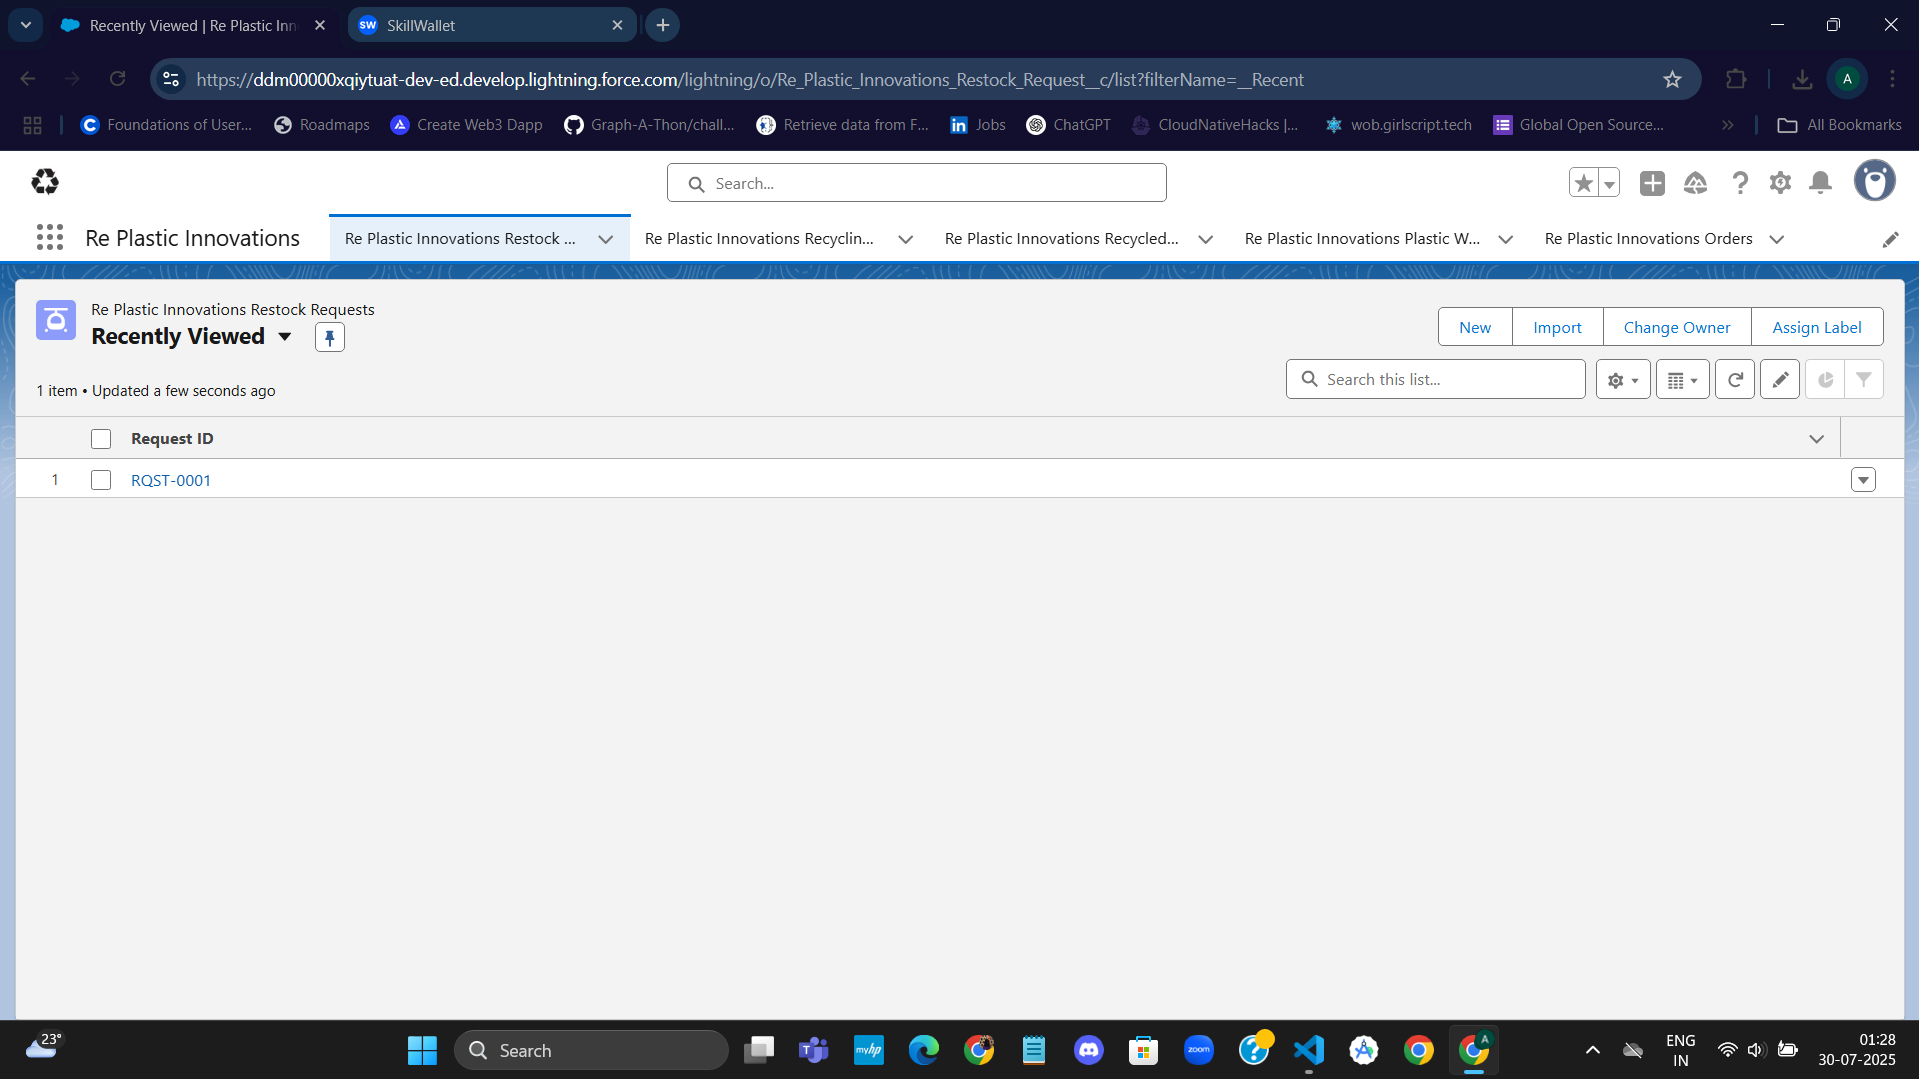 Recently Viewed | Re Plastic Inn
SW SkillWallet
https://ddm00000xqiytuat-dev-ed.develop.lightning.force.com/lightning/o/Re_Plastic_Innovations_Restock_Request__c/list?filterName=__Recent
A
Foundations of User... Roadmaps Create Web3 Dapp Graph-A-Thon/chall... Retrieve data from F... Jobs ChatGPT CloudNativeHacks |... wob.girlscript.tech Global Open Source... All Bookmarks
Search...
Re Plastic Innovations Re Plastic Innovations Restock ... Re Plastic Innovations Recyclin... Re Plastic Innovations Recycled... Re Plastic Innovations Plastic W... Re Plastic Innovations Orders
Re Plastic Innovations Restock Requests
Recently Viewed
New Import Change Owner Assign Label
1 item • Updated a few seconds ago
Search this list...
Request ID
1 RQST-0001
23°
Search
myhp
zoom
A
ENG
IN
01:28
30-07-2025